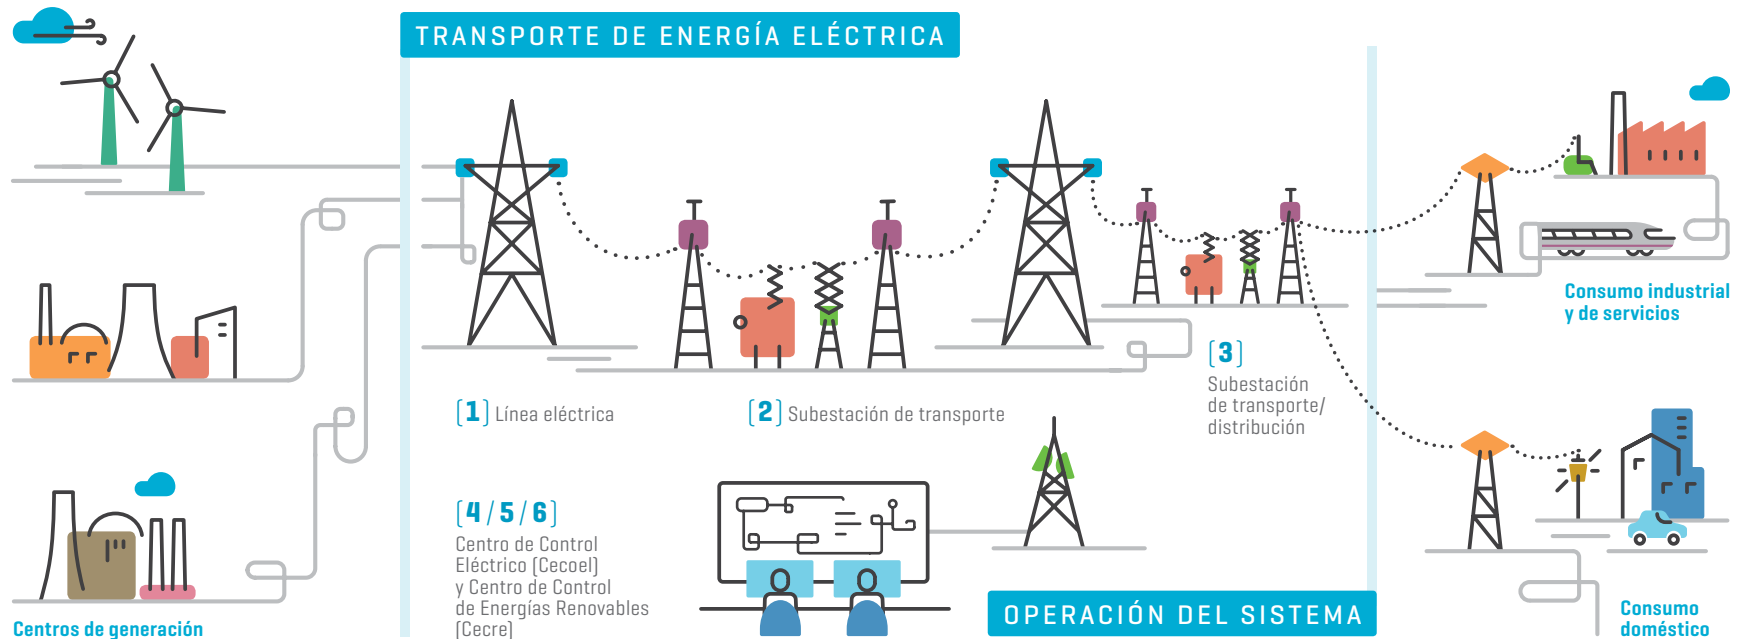 TRANSPORTE DE ENERGÍA ELÉCTRICA
Consumo industrial
y de servicios
[3]
Subestación
de transporte/
distribución
[1] Línea eléctrica
[2] Subestación de transporte
[4/5/6]
Centro de Control
Eléctrico [Cecoel]
y Centro de Control
de Energías Renovables
[Cecre]
OPERACIÓN DEL SISTEMA
Centros de generación
Consumo
doméstico